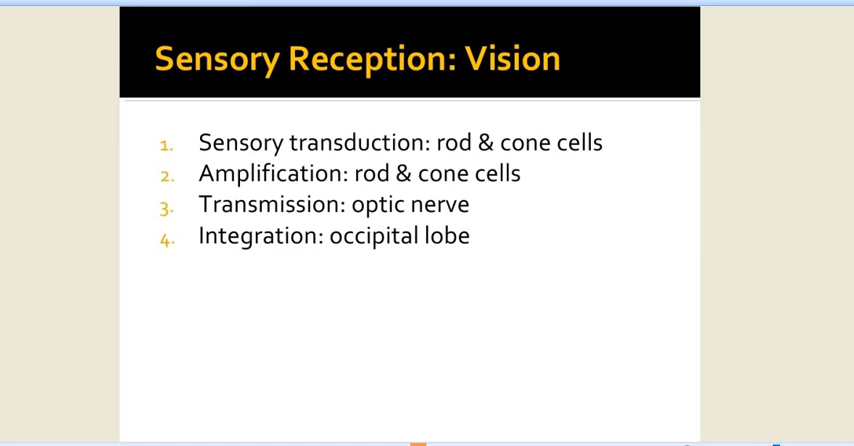 Sensory Reception: Vision
1. Sensory transduction: rod & cone cells
2. Amplification: rod & cone cells
3. Transmission: optic nerve
4. Integration: occipital lobe